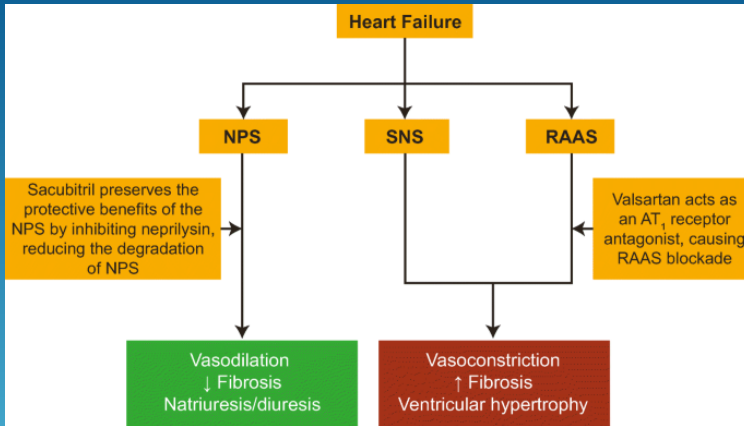 Heart Failure
NPS
SNS
RAAS
Sacubitril preserves the
protective benefits of the
NPS by inhibiting neprilysin,
reducing the degradation
of NPS
Valsartan acts as
an AT₁ receptor
antagonist, causing
RAAS blockade
Vasodilation
↓ Fibrosis
Natriuresis/diuresis
Vasoconstriction
↑ Fibrosis
Ventricular hypertrophy